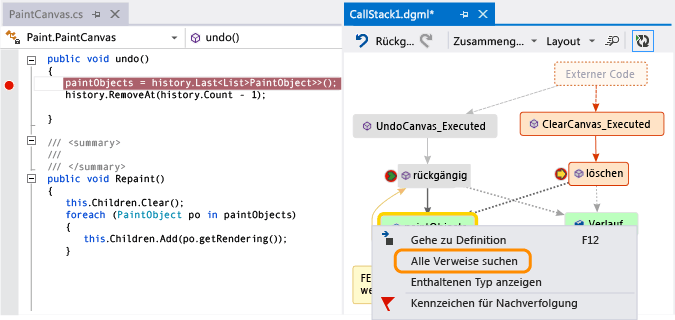 PaintCanvas.cs
Paint.PaintCanvas
undo()
public void undo()
{
paintObjects = history.Last<List>PaintObject>>();
history.RemoveAt(history.Count - 1);
}
/// <summary>
///
/// </summary>
public void Repaint()
{
this.Children.Clear();
foreach (PaintObject po in paintObjects)
{
this.Children.Add(po.getRendering());
}
CallStack1.dgml*
Rückg...
Zusammeng...
Layout
Externer Code
UndoCanvas_Executed
ClearCanvas_Executed
rückgängig
löschen
Verlauf
FE
we
Gehe zu Definition F12
Alle Verweise suchen
Enthaltenen Typ anzeigen
Kennzeichen für Nachverfolgung